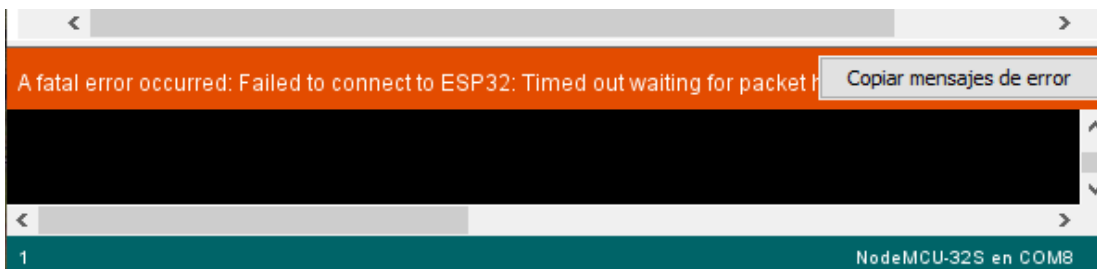 A fatal error occurred: Failed to connect to ESP32: Timed out waiting for packet
Copiar mensajes de error
1
NodeMCU-32S en COM8